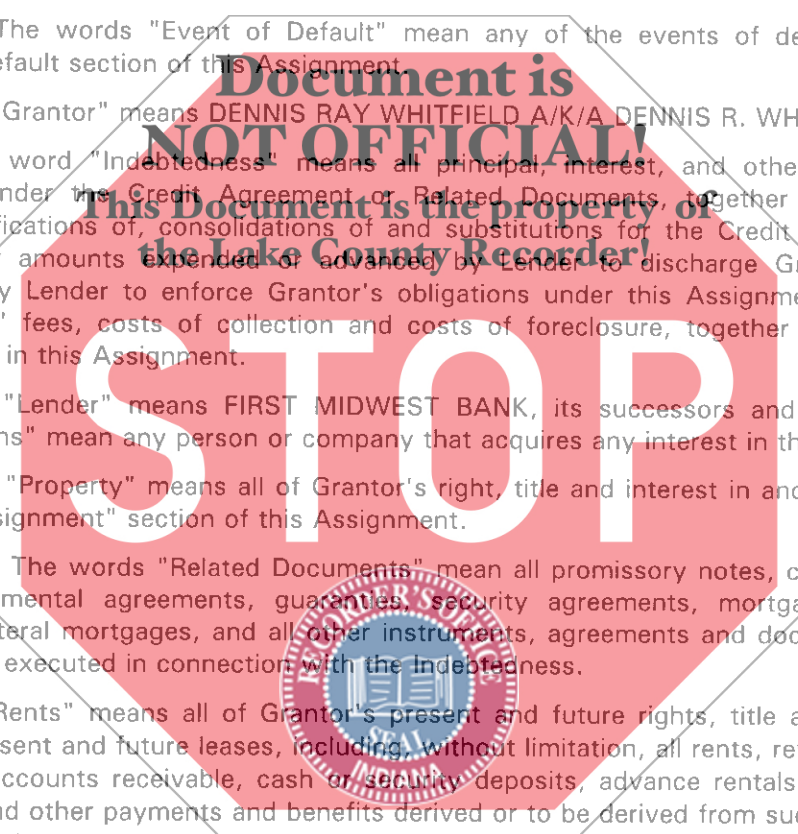 The words "Event of Default" mean any of the events of de
efault section of this Assignment.
Document is
Grantor" means DENNIS RAY WHITFIELD A/K/A DENNIS R. WH
NOT OFFICIAL!
word "Indebtedness" means all principal, interest, and othe
nder the Credit Agreement or Related Documents, together
This Document is the property of
fications of, consolidations of and substitutions for the Credit
the Lake County Recorder!
amounts expended or advanced by Lender to discharge Gr
y Lender to enforce Grantor's obligations under this Assignme
' fees, costs of collection and costs of foreclosure, together
in this Assignment.
STOP
"Lender" means FIRST MIDWEST BANK, its successors and
ns" mean any person or company that acquires any interest in th
"Property" means all of Grantor's right, title and interest in and
signment" section of this Assignment.
The words "Related Documents" mean all promissory notes, c
mental agreements, guaranties, security agreements, mortga
teral mortgages, and all other instruments, agreements and doc
executed in connection with the Indebtedness.
RECORDER'S OFFICE
SEAL
INDIANA
Rents" means all of Grantor's present and future rights, title a
sent and future leases, including, without limitation, all rents, re
ccounts receivable, cash or security deposits, advance rentals
nd other payments and benefits derived or to be derived from su